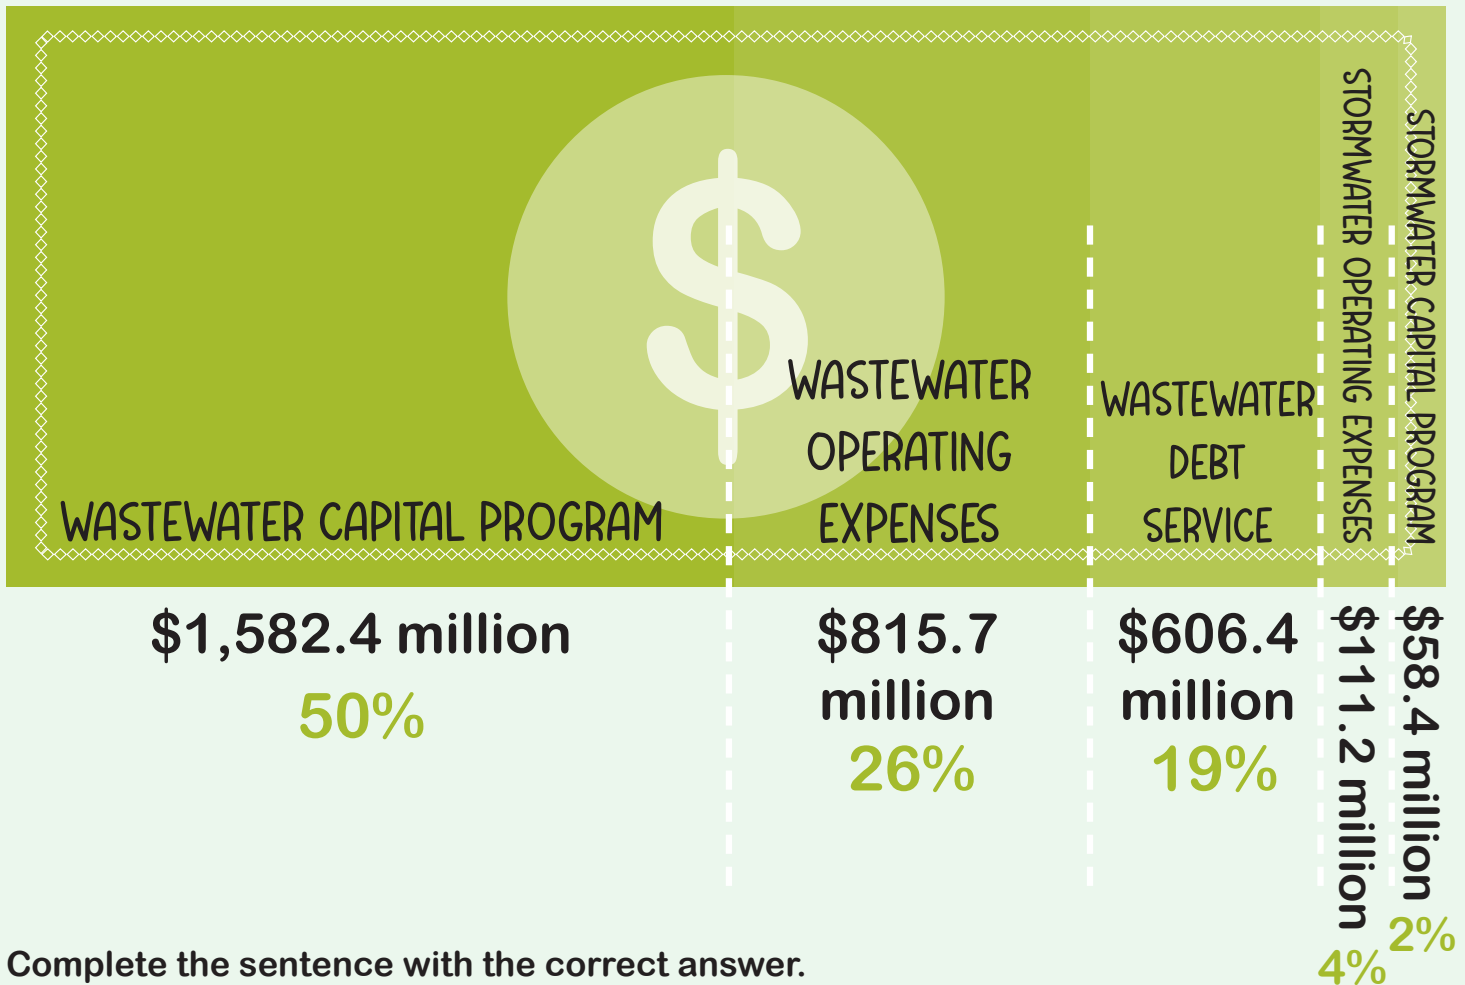 $
WASTEWATER CAPITAL PROGRAM
$1,582.4 million
50%
WASTEWATER
OPERATING
EXPENSES
$815.7
million
26%
WASTEWATER
DEBT
SERVICE
$606.4
million
19%
STORMWATER OPERATING EXPENSES
$111.2 million
4%
STORMWATER CAPITAL PROGRAM
$58.4 million
2%
Complete the sentence with the correct answer.